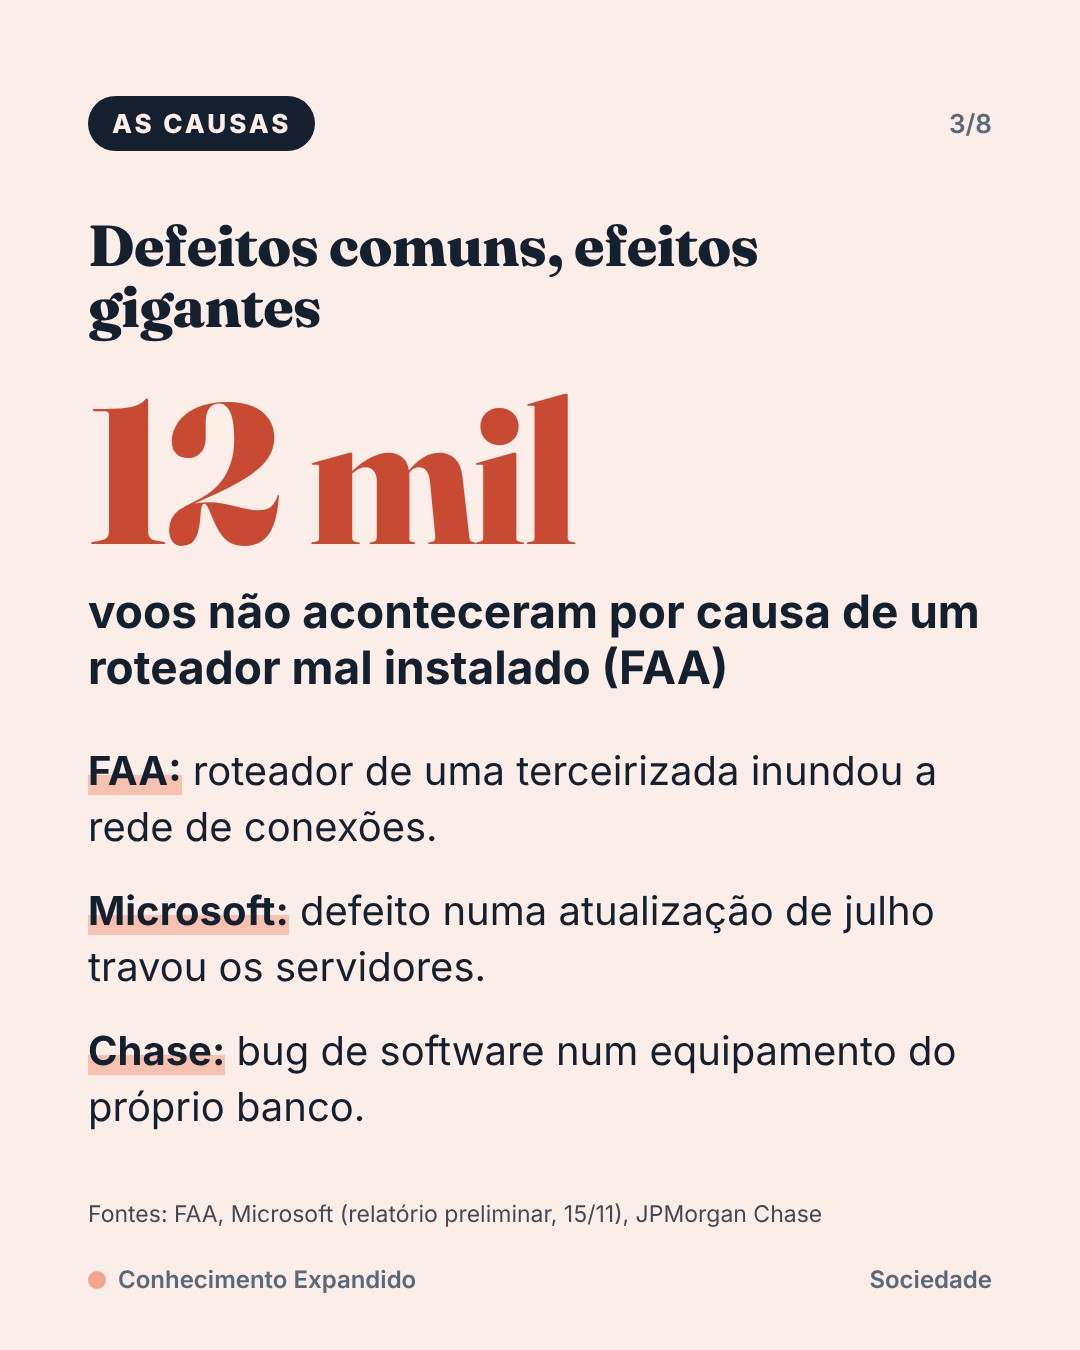 AS CAUSAS
3/8
Defeitos comuns, efeitos
gigantes
12 mil
voos não aconteceram por causa de um
roteador mal instalado (FAA)
FAA: roteador de uma terceirizada inundou a
rede de conexões.
Microsoft: defeito numa atualização de julho
travou os servidores.
Chase: bug de software num equipamento do
próprio banco.
Fontes: FAA, Microsoft (relatório preliminar, 15/11), JPMorgan Chase
Conhecimento Expandido
Sociedade